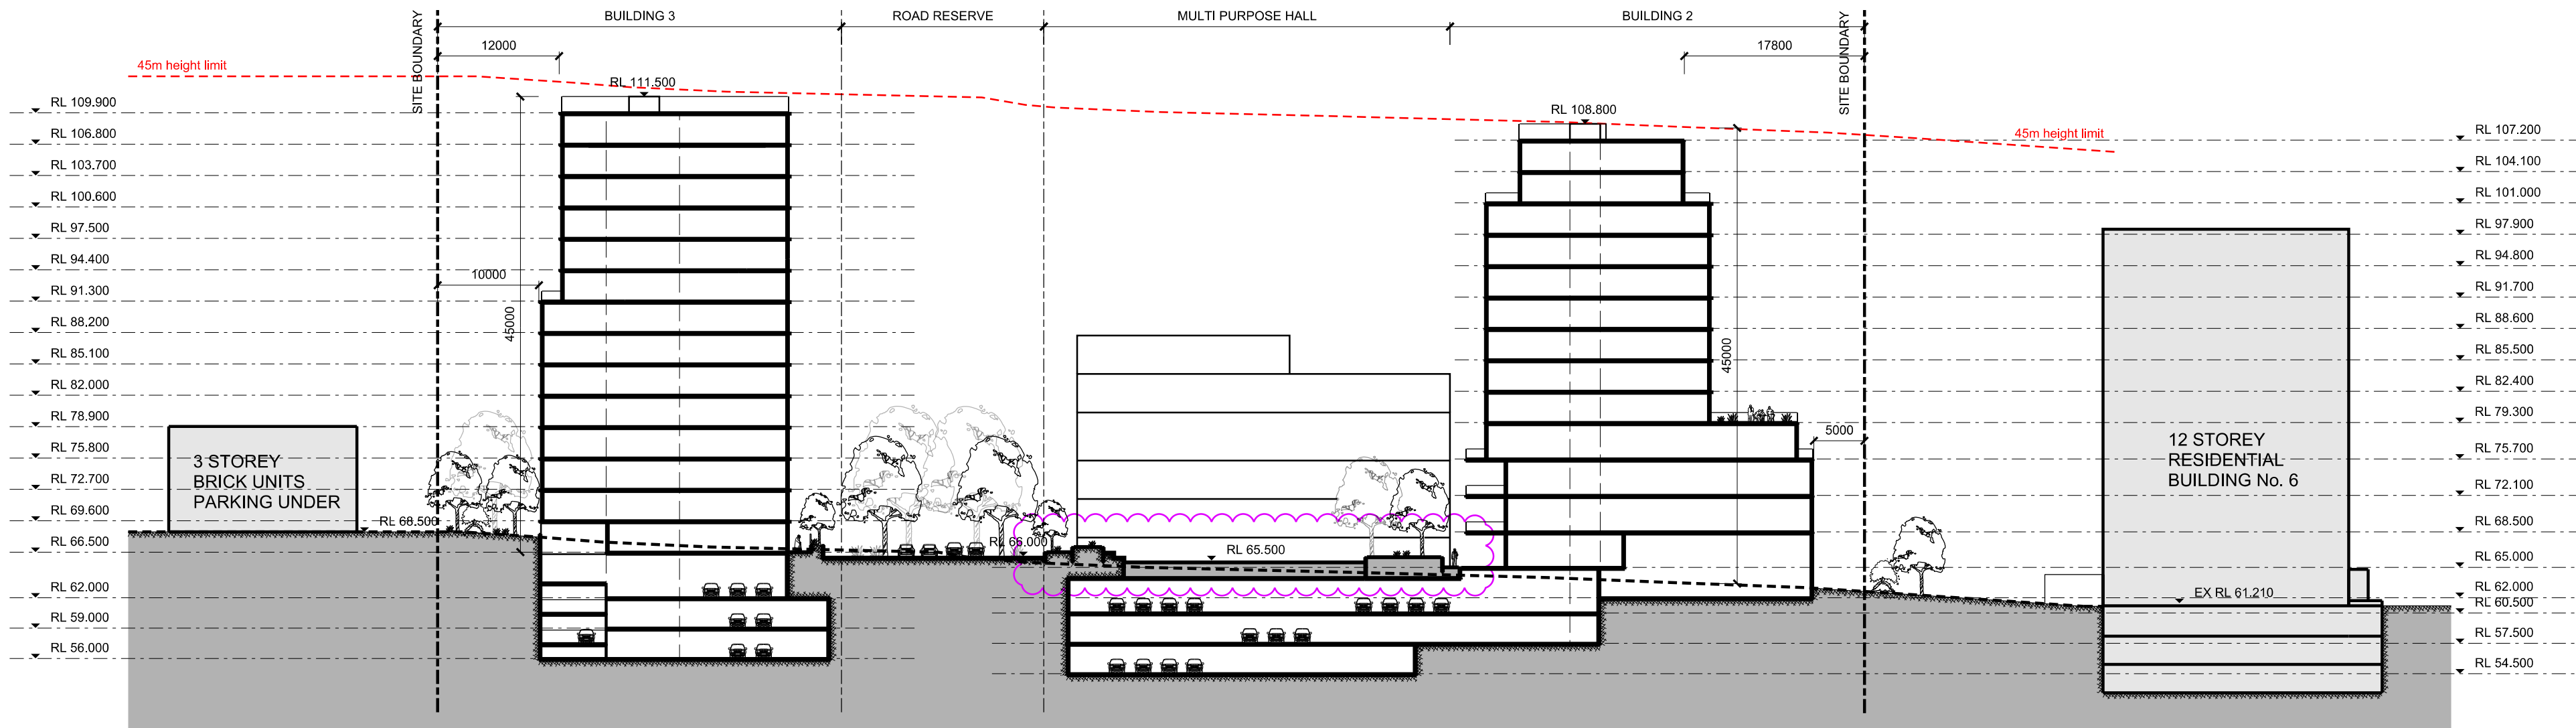 BUILDING 3
ROAD RESERVE
MULTI PURPOSE HALL
BUILDING 2
SITE BOUNDARY
SITE BOUNDARY
12000
17800
45m height limit
45m height limit
RL 111.500
RL 108.800
RL 109.900
RL 106.800
RL 103.700
RL 100.600
RL 97.500
RL 94.400
RL 91.300
RL 88.200
RL 85.100
RL 82.000
RL 78.900
RL 75.800
RL 72.700
RL 69.600
RL 66.500
RL 62.000
RL 59.000
RL 56.000
10000
45000
3 STOREY
BRICK UNITS
PARKING UNDER
RL 68.500
RL 66.000
RL 65.500
45000
5000
12 STOREY
RESIDENTIAL
BUILDING No. 6
EX RL 61.210
RL 107.200
RL 104.100
RL 101.000
RL 97.900
RL 94.800
RL 91.700
RL 88.600
RL 85.500
RL 82.400
RL 79.300
RL 75.700
RL 72.100
RL 68.500
RL 65.000
RL 62.000
RL 60.500
RL 57.500
RL 54.500